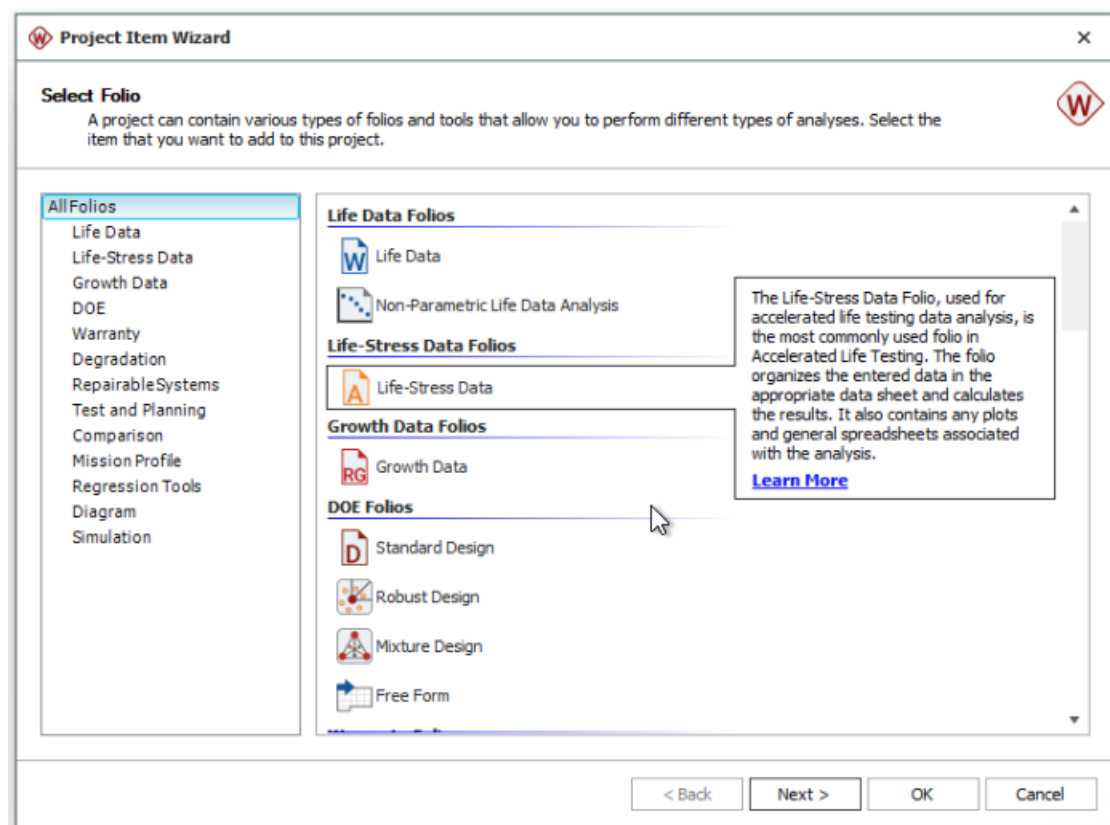 Project Item Wizard
Select Folio
A project can contain various types of folios and tools that allow you to perform different types of analyses. Select the
item that you want to add to this project.
W
All Folios
Life Data
Life-Stress Data
Growth Data
DOE
Warranty
Degradation
Repairable Systems
Test and Planning
Comparison
Mission Profile
Regression Tools
Diagram
Simulation
Life Data Folios
W Life Data
Non-Parametric Life Data Analysis
Life-Stress Data Folios
A Life-Stress Data
Growth Data Folios
RG Growth Data
DOE Folios
D Standard Design
Robust Design
Mixture Design
Free Form
The Life-Stress Data Folio, used for
accelerated life testing data analysis, is
the most commonly used folio in
Accelerated Life Testing. The folio
organizes the entered data in the
appropriate data sheet and calculates
the results. It also contains any plots
and general spreadsheets associated
with the analysis.
Learn More
< Back
Next >
OK
Cancel